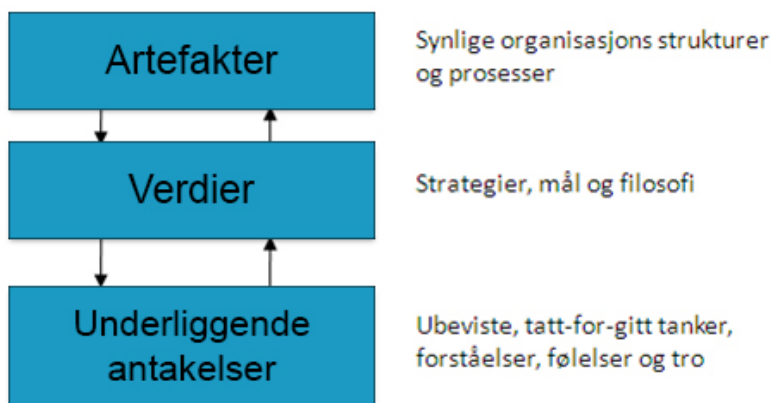 Artefakter
Synlige organisasjons strukturer
og prosesser
Verdier
Strategier, mål og filosofi
Underliggende
antakelser
Ubeviste, tatt-for-gitt tanker,
forståelser, følelser og tro